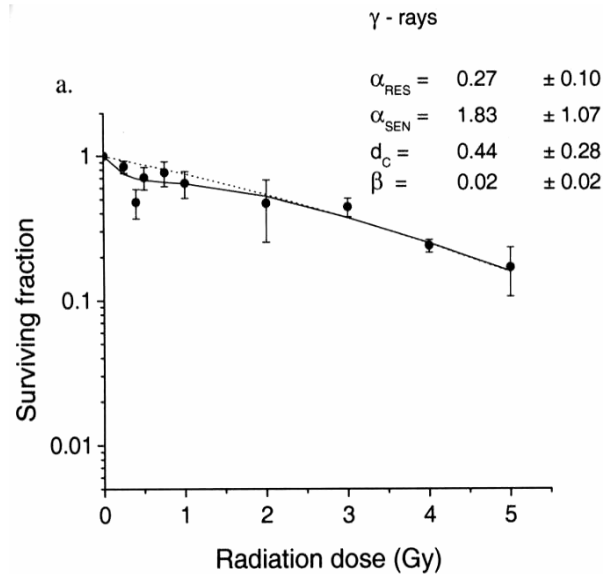 γ - rays
a.
α_RES = 0.27 ± 0.10
α_SEN = 1.83 ± 1.07
d_C = 0.44 ± 0.28
β = 0.02 ± 0.02
1
0.1
0.01
Surviving fraction
0 1 2 3 4 5
Radiation dose (Gy)